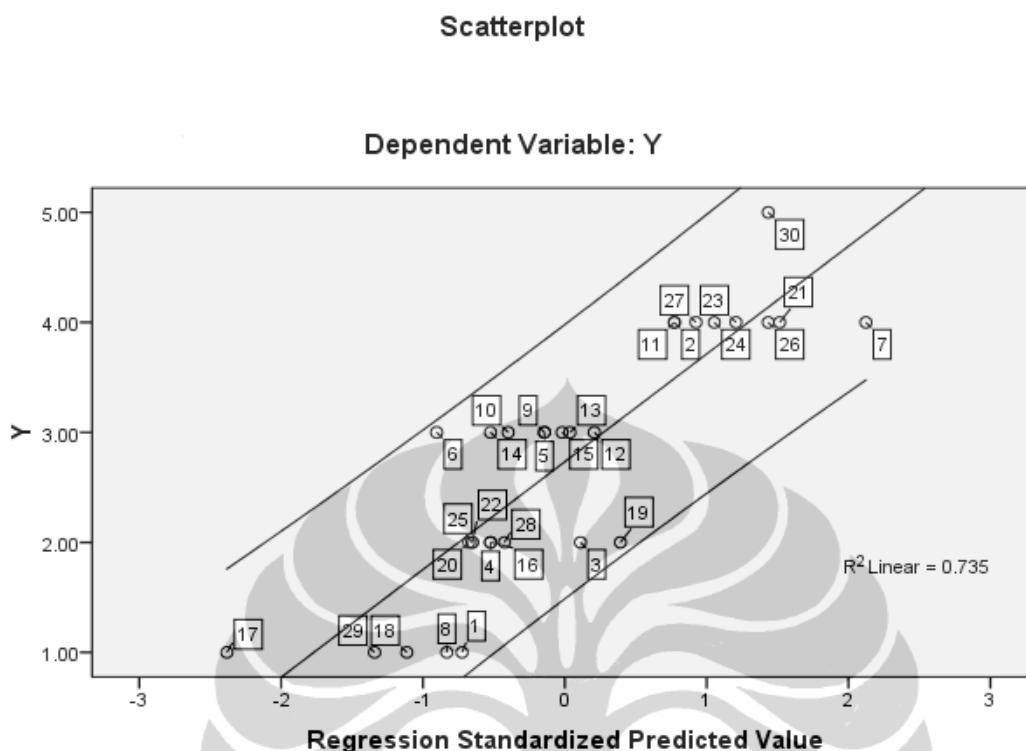 Scatterplot
Dependent Variable: Y
5.00
30
21
27 23
4.00
11 2 24 26 7
10 9 13
3.00
6 14 5 15 12
22
25 28 19
2.00
20 4 16 3
R² Linear = 0.735
17 29 18 8 1
1.00
Y
-3 -2 -1 0 1 2 3
Regression Standardized Predicted Value